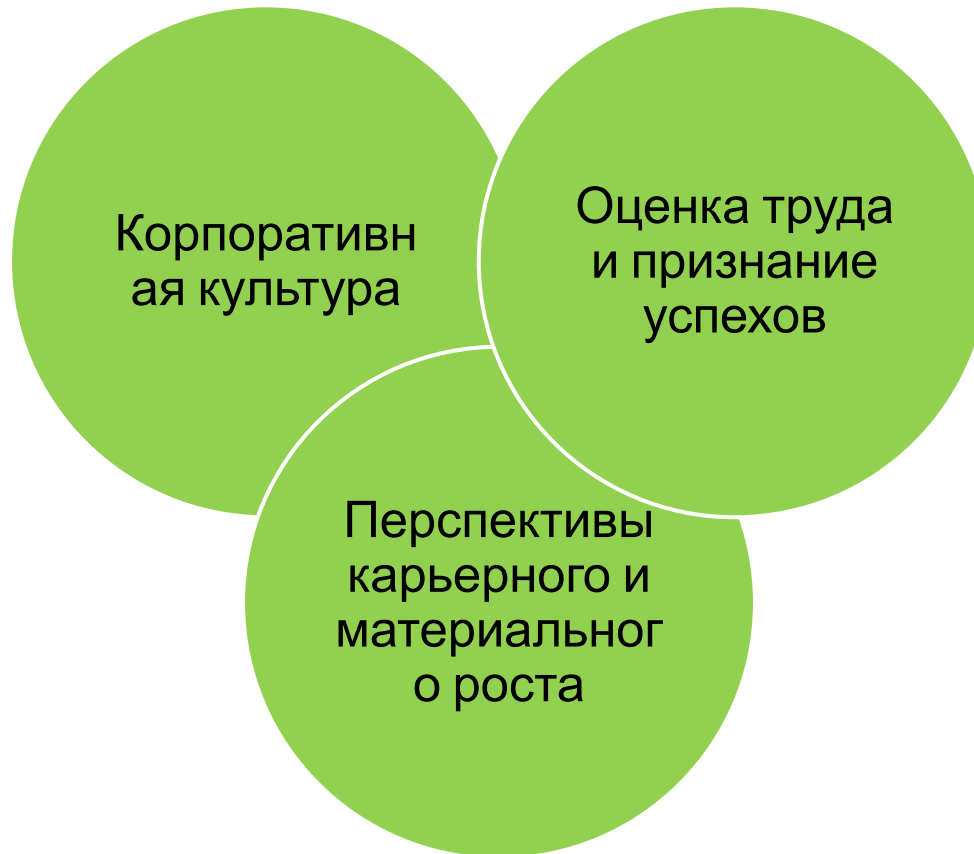 Корпоративн
ая культура
Оценка труда
и признание
успехов
Перспективы
карьерного и
материальног
о роста